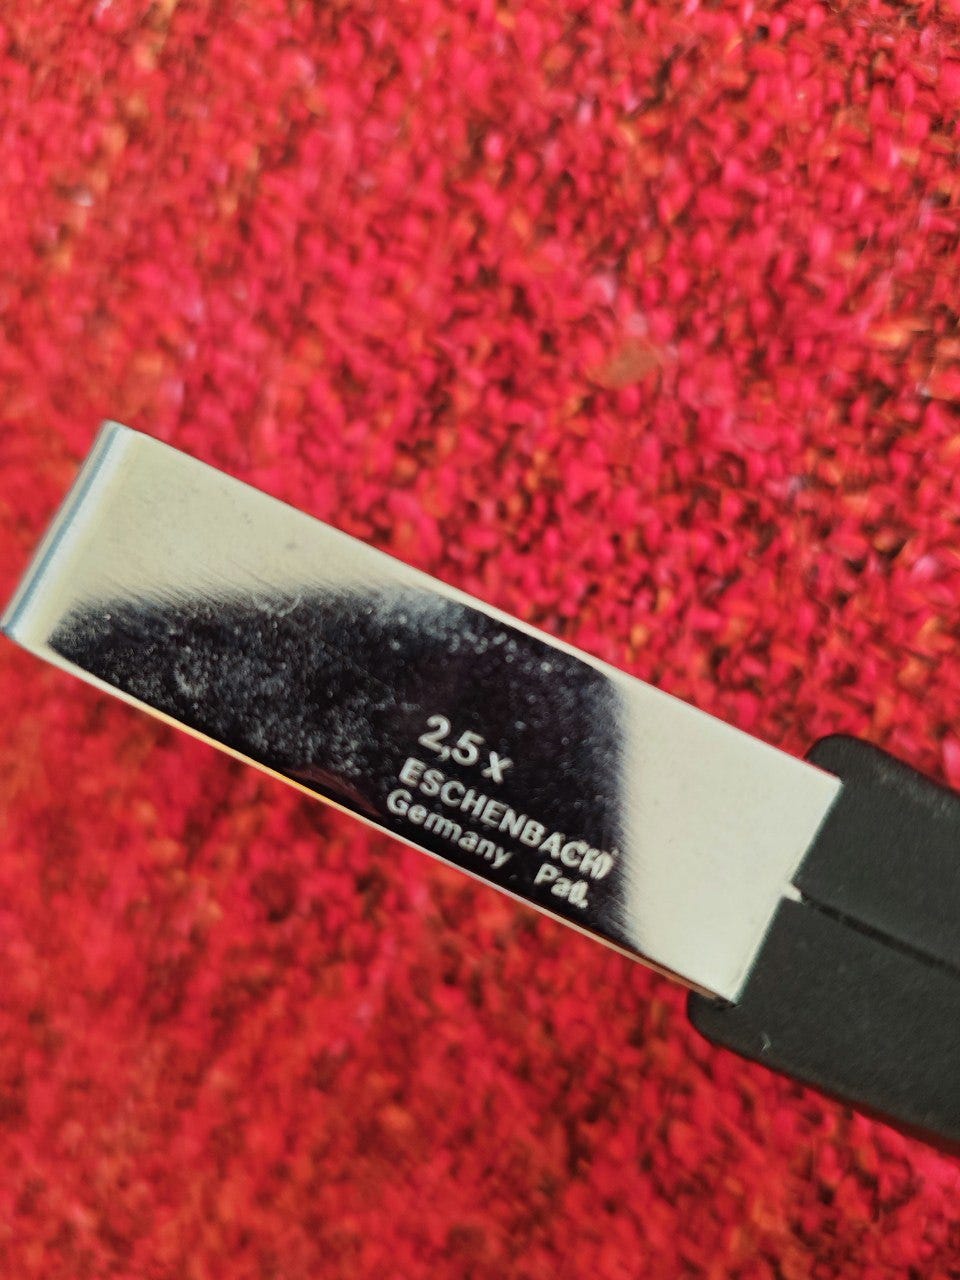 2,5 x
ESCHENBACH
Germany Pat.